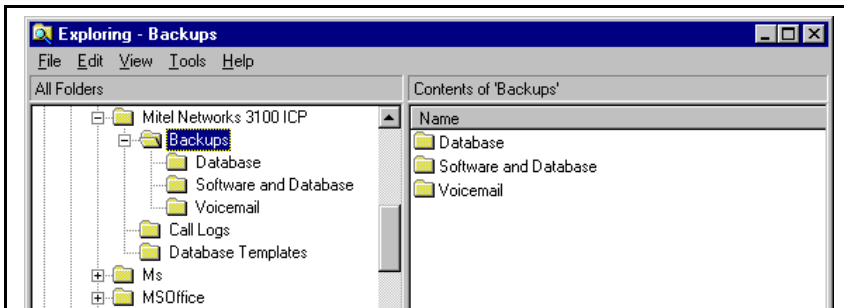 Exploring - Backups
File Edit View Tools Help
All Folders
Contents of 'Backups'
Mitel Networks 3100 ICP
Backups
Database
Software and Database
Voicemail
Call Logs
Database Templates
Ms
MSOffice
Name
Database
Software and Database
Voicemail